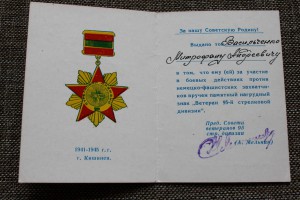 За нашу Советскую Родину!
Выдано тов. Васильченко
Митрофану Андреевичу
в том, что ему (ей) за участие
в боевых действиях против
немецко-фашистских захватчи-
ков вручен памятный нагрудный
знак „Ветеран 95-й стрелковой
дивизии".
1941—1945 г.г.
г. Кишинев.
Пред. Совета
ветеранов 95
стр. дивизии